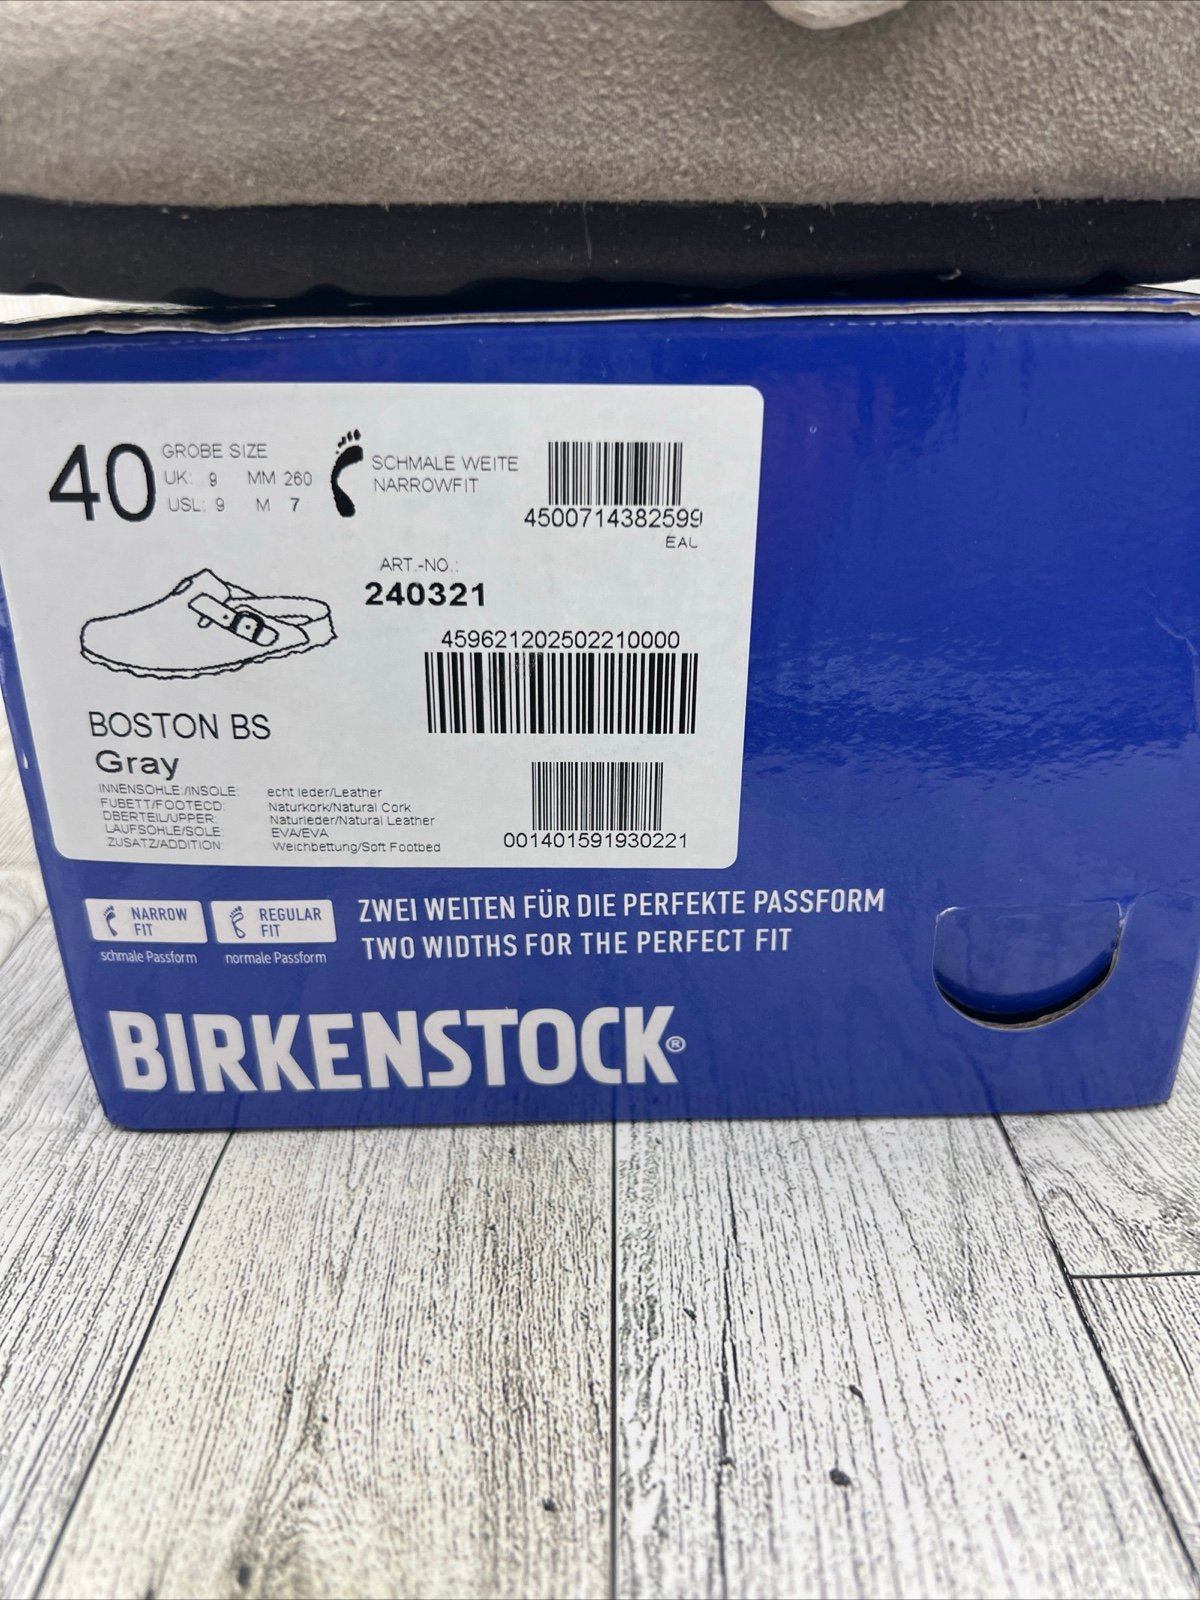 40
GROBE SIZE
UK: 9 MM 260
USL: 9 M 7
SCHMALE WEITE
NARROWFIT
4500714382599
EAL
ART.-NO.:
240321
459621202502210000
BOSTON BS
Gray
INNENSOHLE/INSOLE: echt leder/Leather
FUBETT/FOOTECD: Naturkork/Natural Cork
DBERTEIL/UPPER: Naturleder/Natural Leather
LAUFSOHLE/SOLE: EVA/EVA
ZUSATZ/ADDITION: Weichbettung/Soft Footbed
001401591930221
NARROW
FIT
schmale Passform
REGULAR
FIT
normale Passform
ZWEI WEITEN FÜR DIE PERFEKTE PASSFORM
TWO WIDTHS FOR THE PERFECT FIT
BIRKENSTOCK®